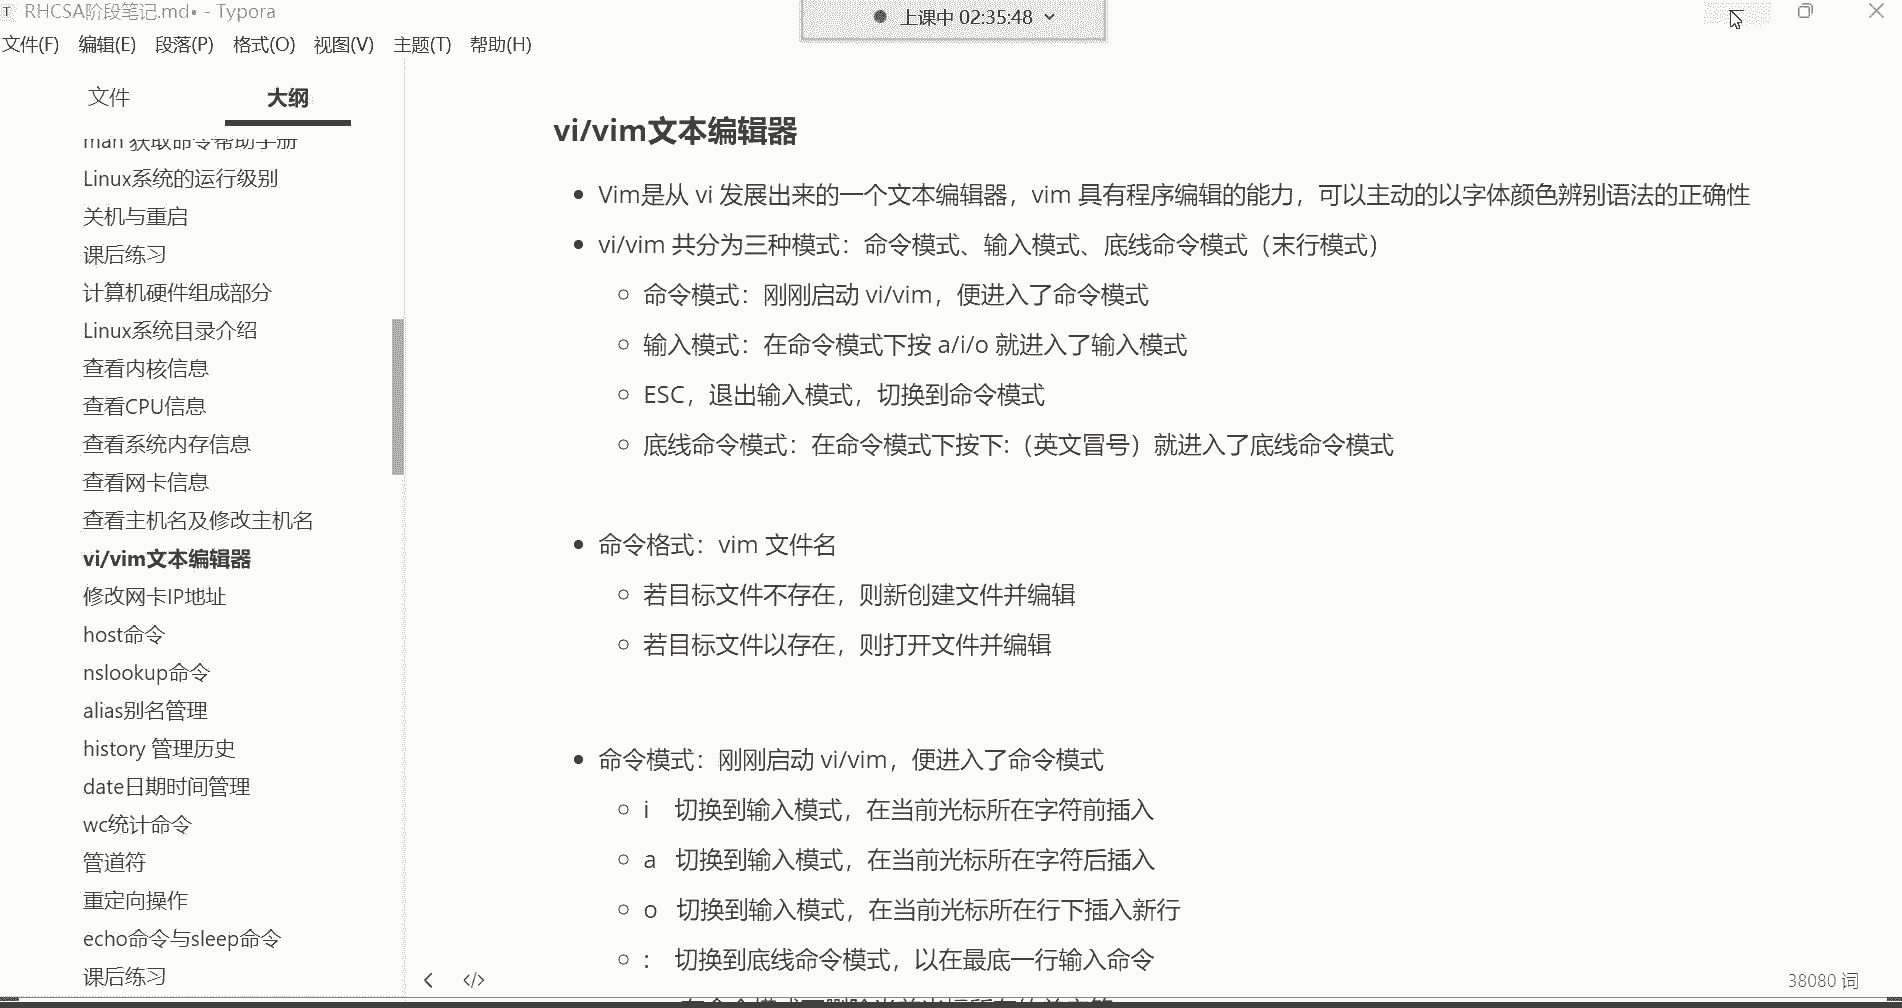 RHCSA阶段笔记.md• - Typora
上课中 02:35:48
文件(F) 编辑(E) 段落(P) 格式(O) 视图(V) 主题(T) 帮助(H)
文件 大纲
man 获取命令帮助手册
Linux系统的运行级别
关机与重启
课后练习
计算机硬件组成部分
Linux系统目录介绍
查看内核信息
查看CPU信息
查看系统内存信息
查看网卡信息
查看主机名及修改主机名
vi/vim文本编辑器
修改网卡IP地址
host命令
nslookup命令
alias别名管理
history 管理历史
date日期时间管理
wc统计命令
管道符
重定向操作
echo命令与sleep命令
课后练习
vi/vim文本编辑器
Vim是从 vi 发展出来的一个文本编辑器，vim 具有程序编辑的能力，可以主动的以字体颜色辨别语法的正确性
vi/vim 共分为三种模式：命令模式、输入模式、底线命令模式（末行模式）
命令模式：刚刚启动 vi/vim，便进入了命令模式
输入模式：在命令模式下按 a/i/o 就进入了输入模式
ESC，退出输入模式，切换到命令模式
底线命令模式：在命令模式下按下:（英文冒号）就进入了底线命令模式
命令格式：vim 文件名
若目标文件不存在，则新创建文件并编辑
若目标文件以存在，则打开文件并编辑
命令模式：刚刚启动 vi/vim，便进入了命令模式
i 切换到输入模式，在当前光标所在字符前插入
a 切换到输入模式，在当前光标所在字符后插入
o 切换到输入模式，在当前光标所在行下插入新行
: 切换到底线命令模式，以在最底一行输入命令
38080 词